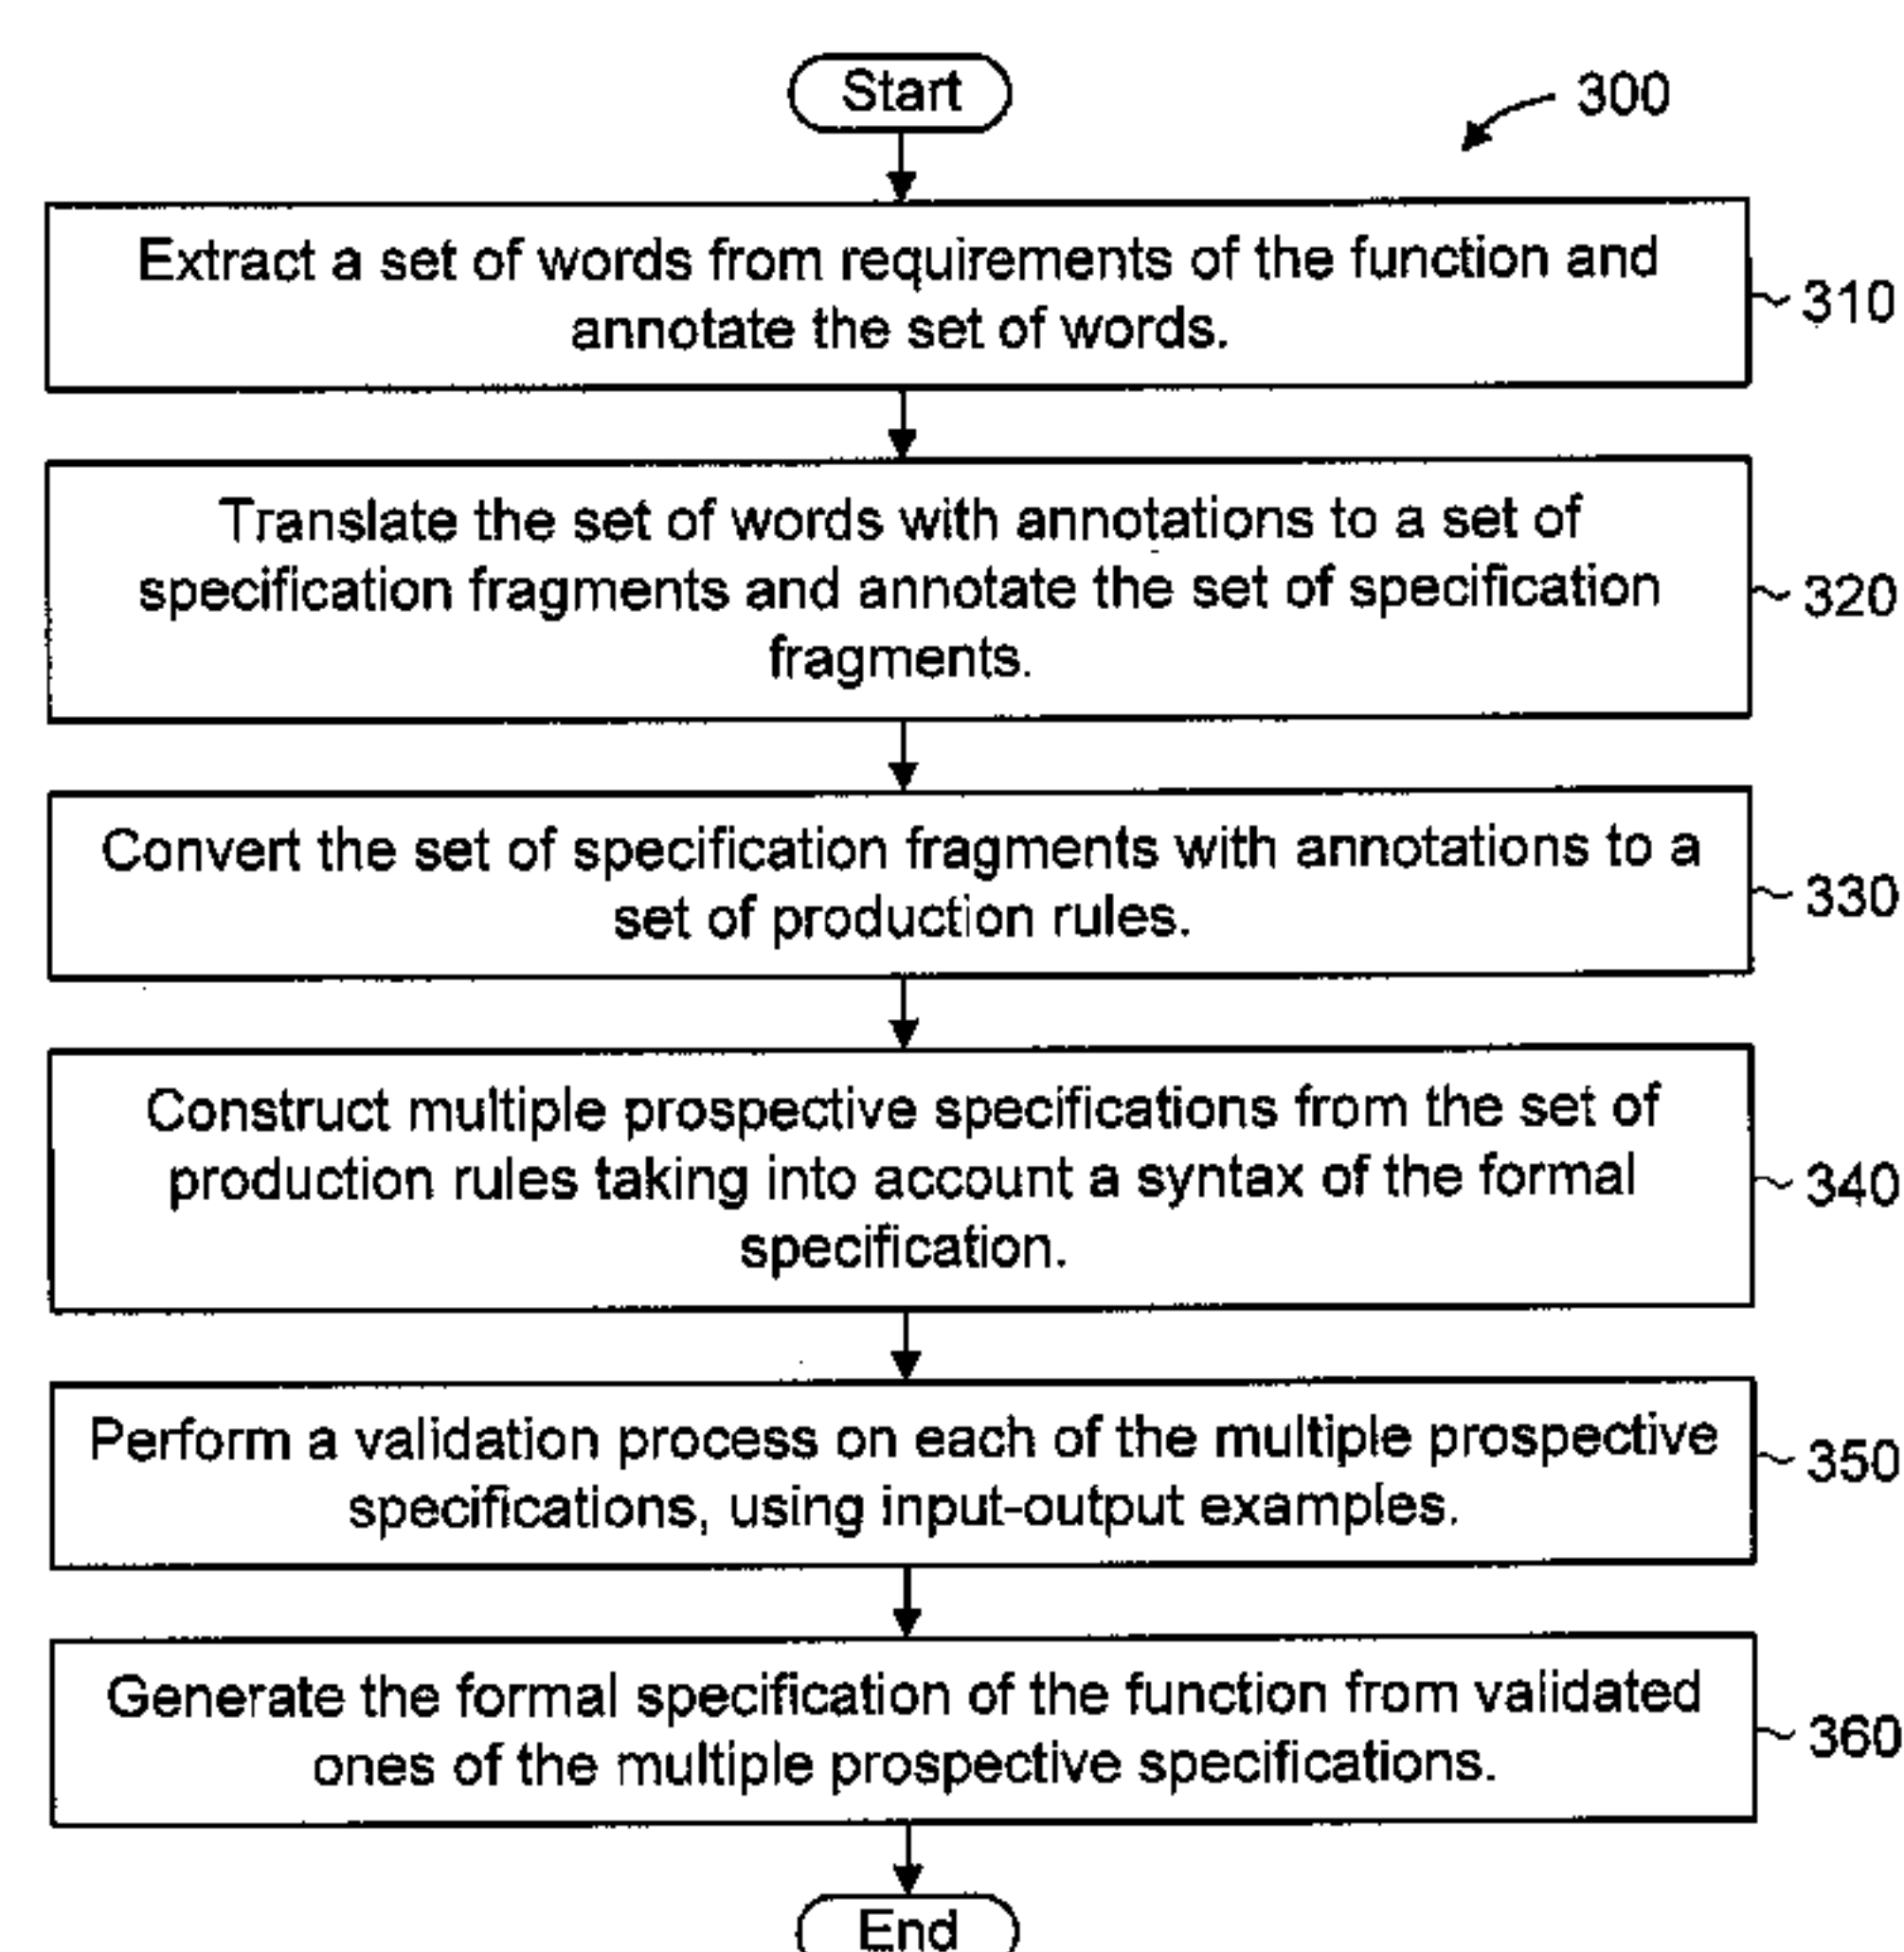 Start
300
Extract a set of words from requirements of the function and
annotate the set of words.
310
Translate the set of words with annotations to a set of
specification fragments and annotate the set of specification
fragments.
320
Convert the set of specification fragments with annotations to a
set of production rules.
330
Construct multiple prospective specifications from the set of
production rules taking into account a syntax of the formal
specification.
340
Perform a validation process on each of the multiple prospective
specifications, using input-output examples.
350
Generate the formal specification of the function from validated
ones of the multiple prospective specifications.
360
End